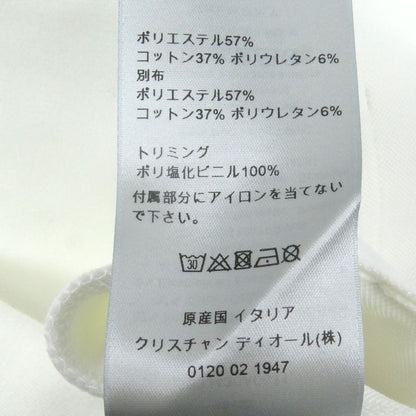 ポリエステル57%
コットン37% ポリウレタン6%
別布
ポリエステル57%
コットン37% ポリウレタン6%
トリミング
ポリ塩化ビニル100%
付属部分にアイロンを当てない
で下さい。
30
原産国 イタリア
クリスチャン ディオール(株)
0120 02 1947